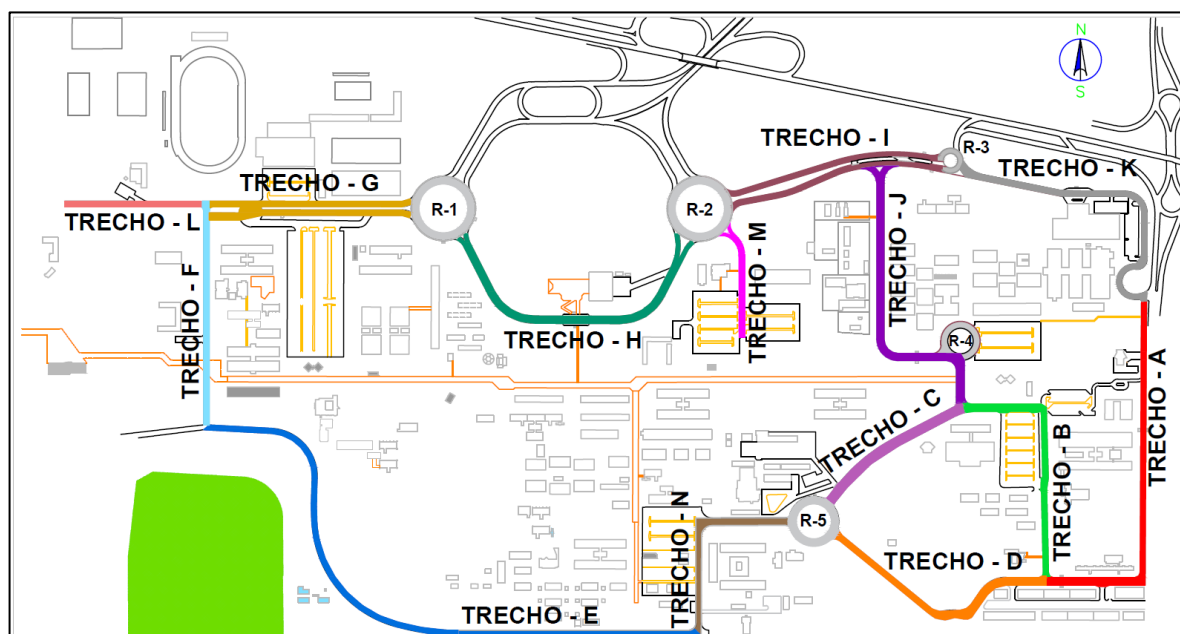 N
S
TRECHO - I
R-3
TRECHO - K
TRECHO - G
R-1
R-2
TRECHO - L
TRECHO - M
TRECHO - J
TRECHO - F
TRECHO - H
R-4
TRECHO - A
TRECHO - C
TRECHO - B
TRECHO - N
R-5
TRECHO - D
TRECHO - E